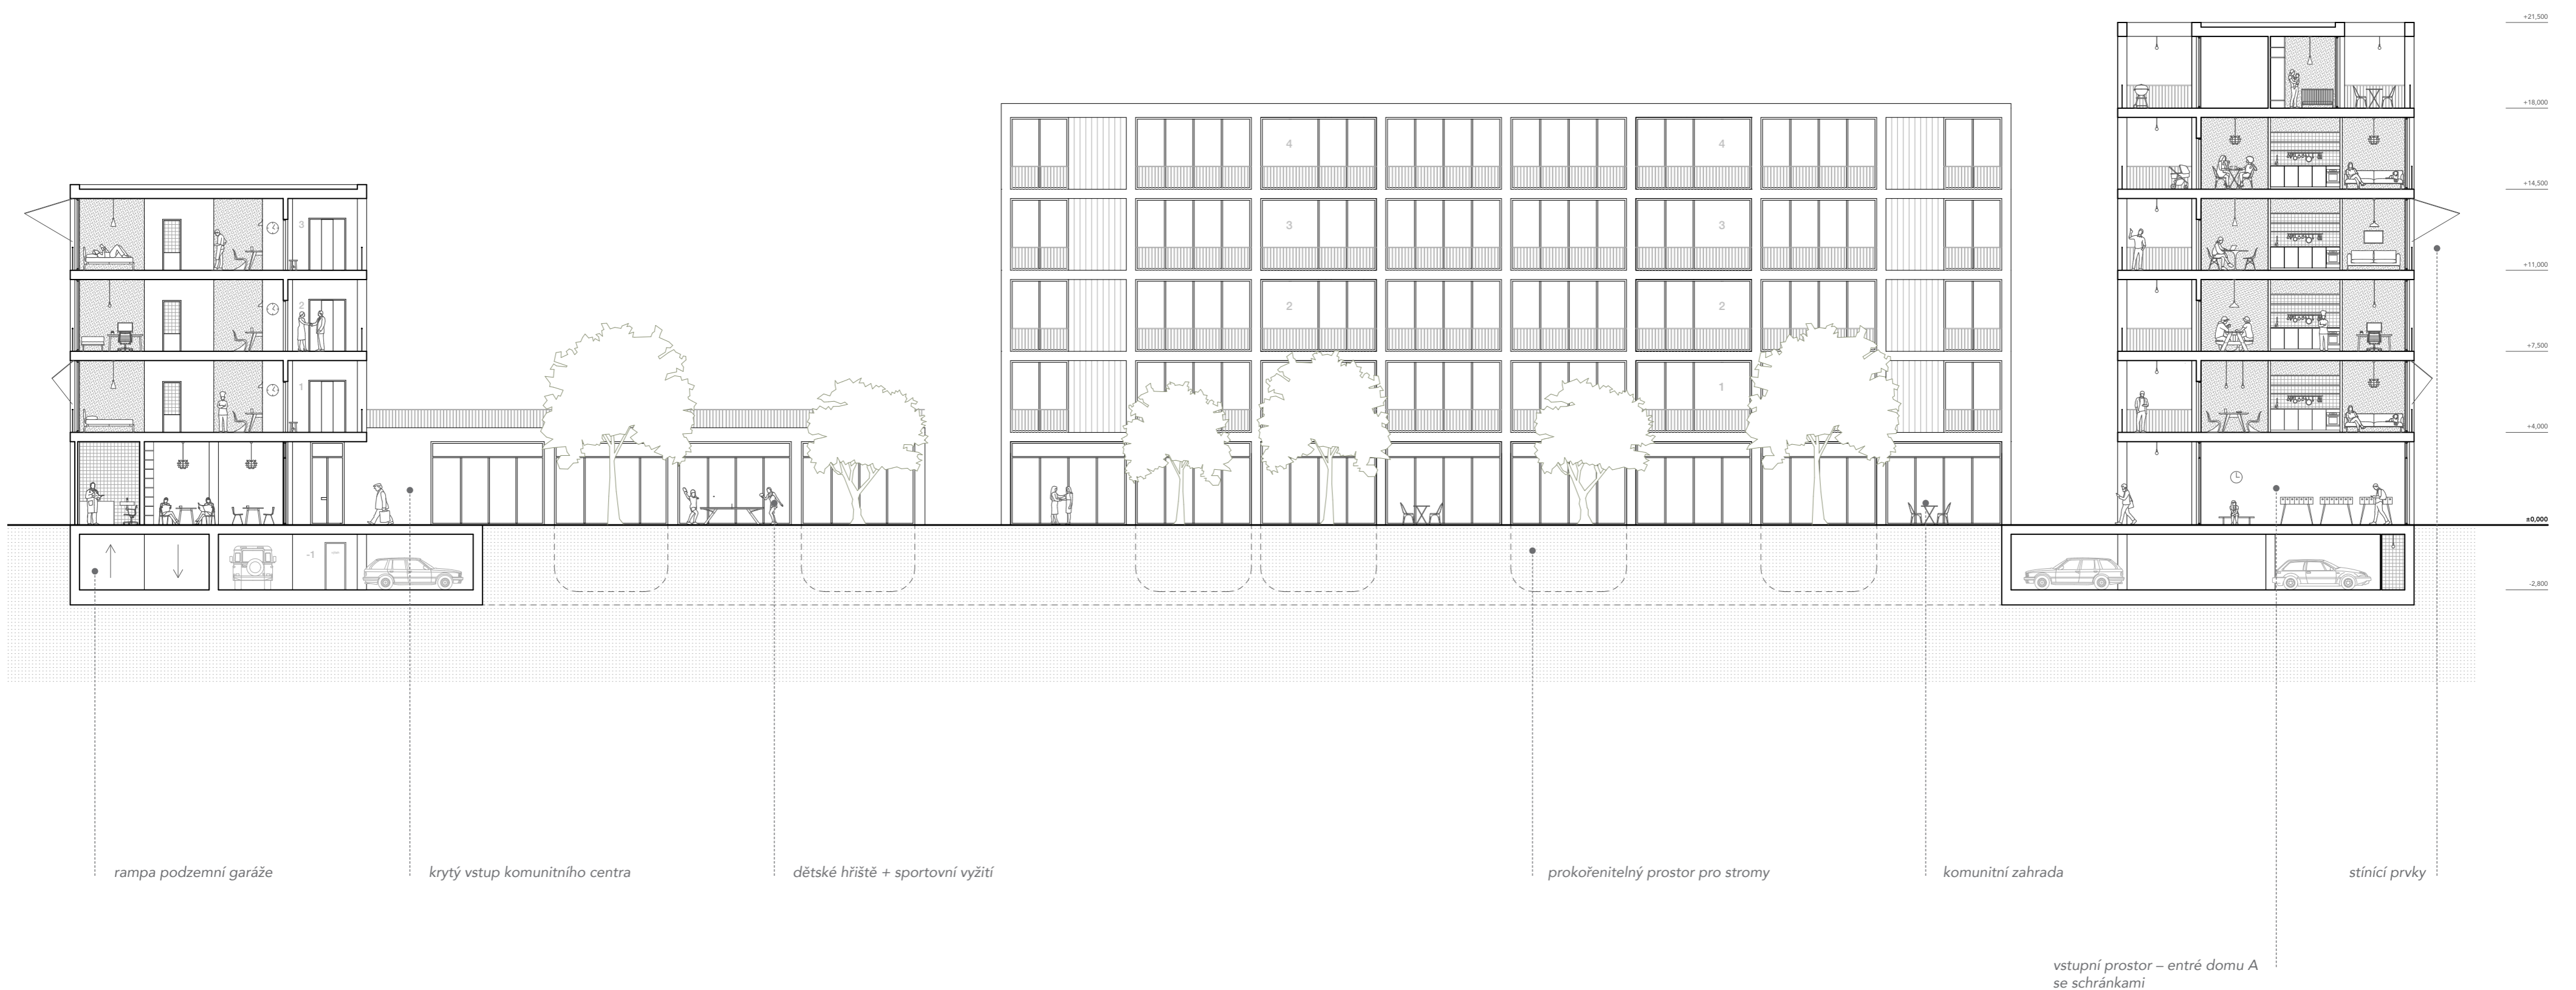 +21,500
+18,000
4
4
+14,500
3
3
3
+11,000
2
2
2
+7,500
1
1
+4,000
±0,000
-1
-2,800
rampa podzemní garáže
krytý vstup komunitního centra
dětské hřiště + sportovní vyžití
prokořenitelný prostor pro stromy
komunitní zahrada
stínící prvky
vstupní prostor – entré domu A
se schránkami